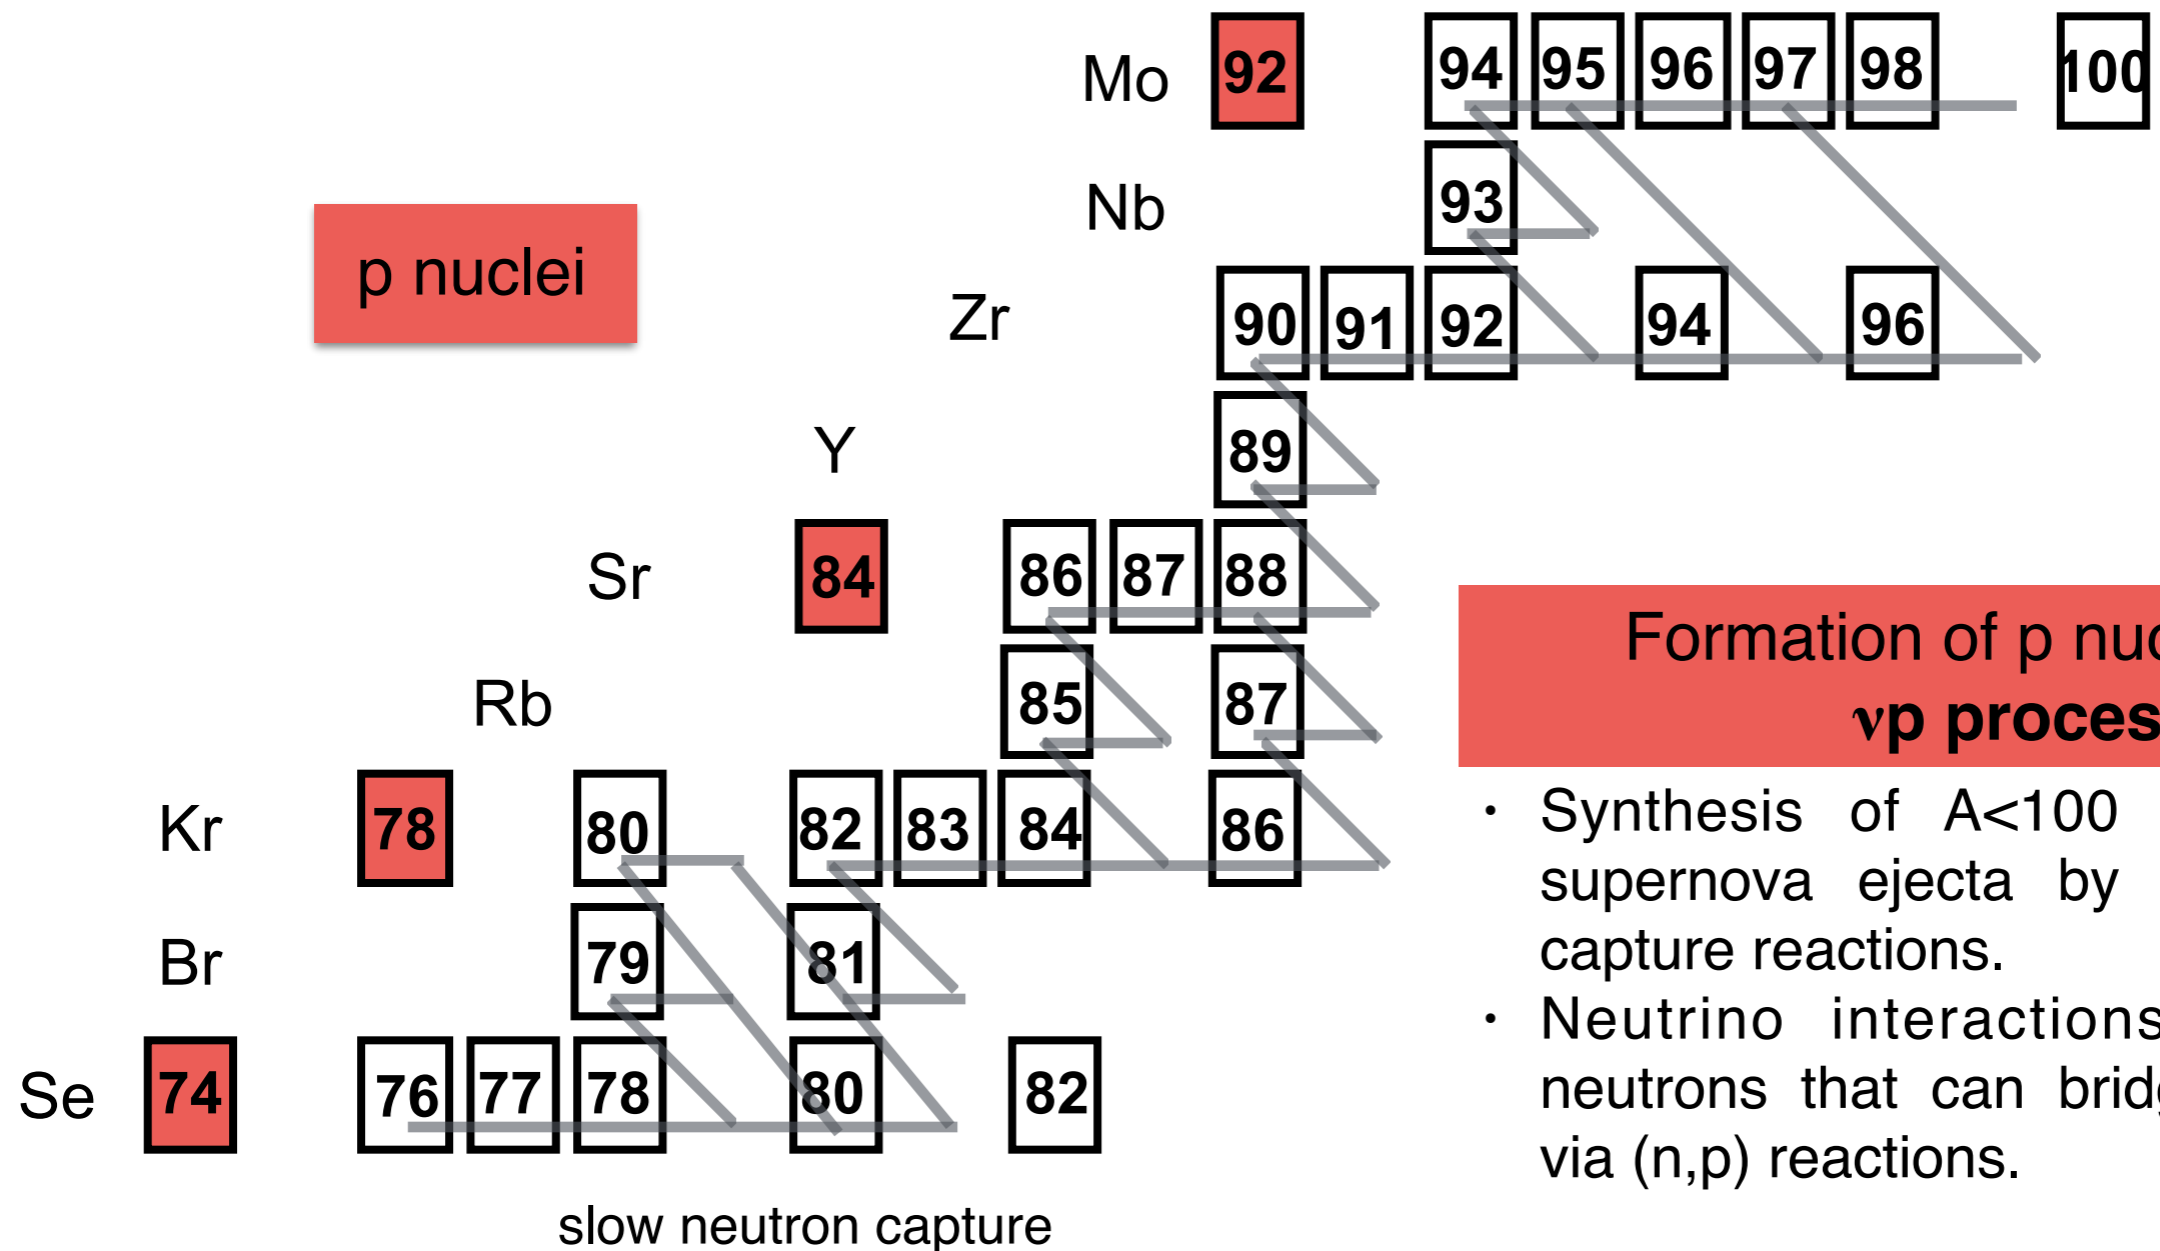 Mo 92 94 95 96 97 98 100
Nb 93
p nuclei
Zr 90 91 92 94 96
Y 89
Sr 84 86 87 88
Rb 85 87
Kr 78 80 82 83 84 86
Br 79 81
Se 74 76 77 78 80 82
slow neutron capture
Formation of p nuc
νp proces
· Synthesis of A<100
supernova ejecta by
capture reactions.
· Neutrino interactions
neutrons that can bridg
via (n,p) reactions.